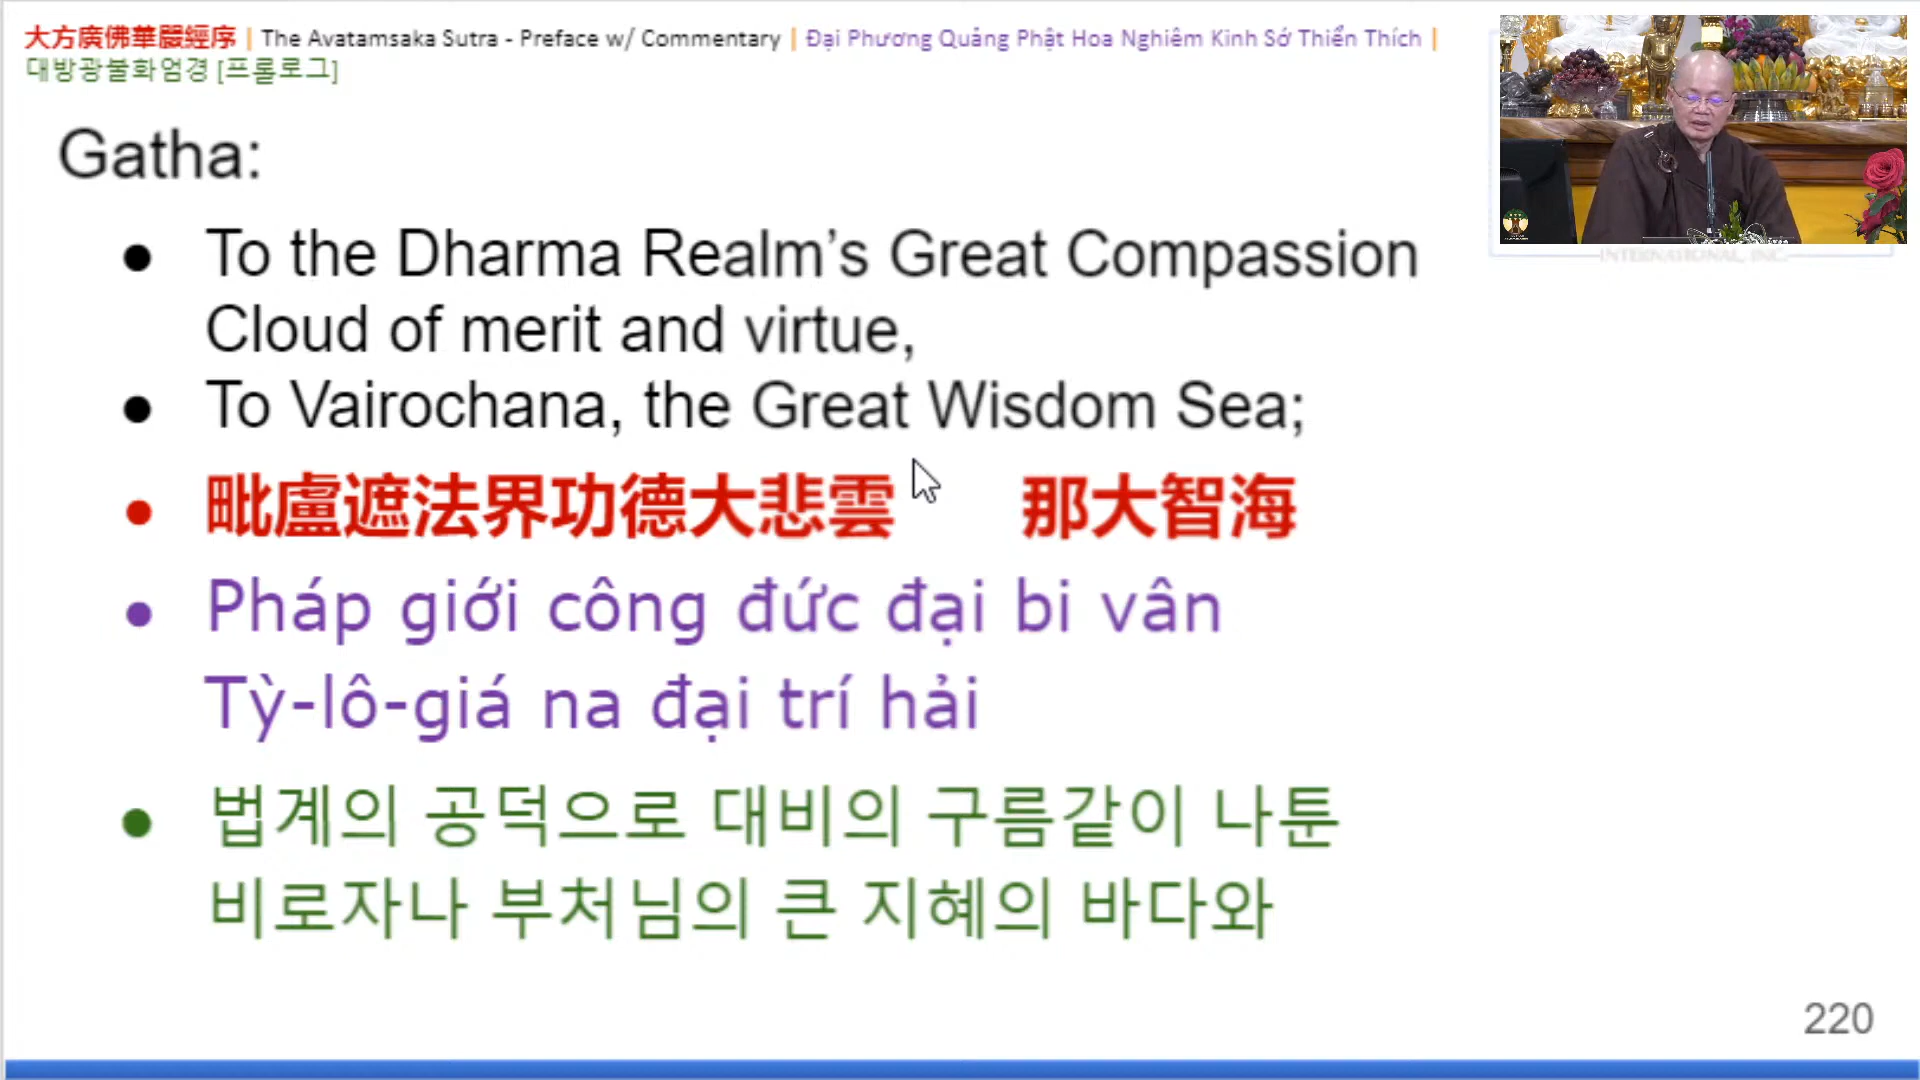 大方廣佛華嚴經序 | The Avatamsaka Sutra - Preface w/ Commentary | Đại Phương Quảng Phật Hoa Nghiêm Kinh Sớ Thiển Thích |
대방광불화엄경 [프롤로그]
Gatha:
● To the Dharma Realm’s Great Compassion
Cloud of merit and virtue,
● To Vairochana, the Great Wisdom Sea;
● 毗盧遮法界功德大悲雲 那大智海
● Pháp giới công đức đại bi vân
Tỳ-lô-giá na đại trí hải
● 법계의 공덕으로 대비의 구름같이 나툰
비로자나 부처님의 큰 지혜의 바다와
INTERNATIONAL, INC.
220